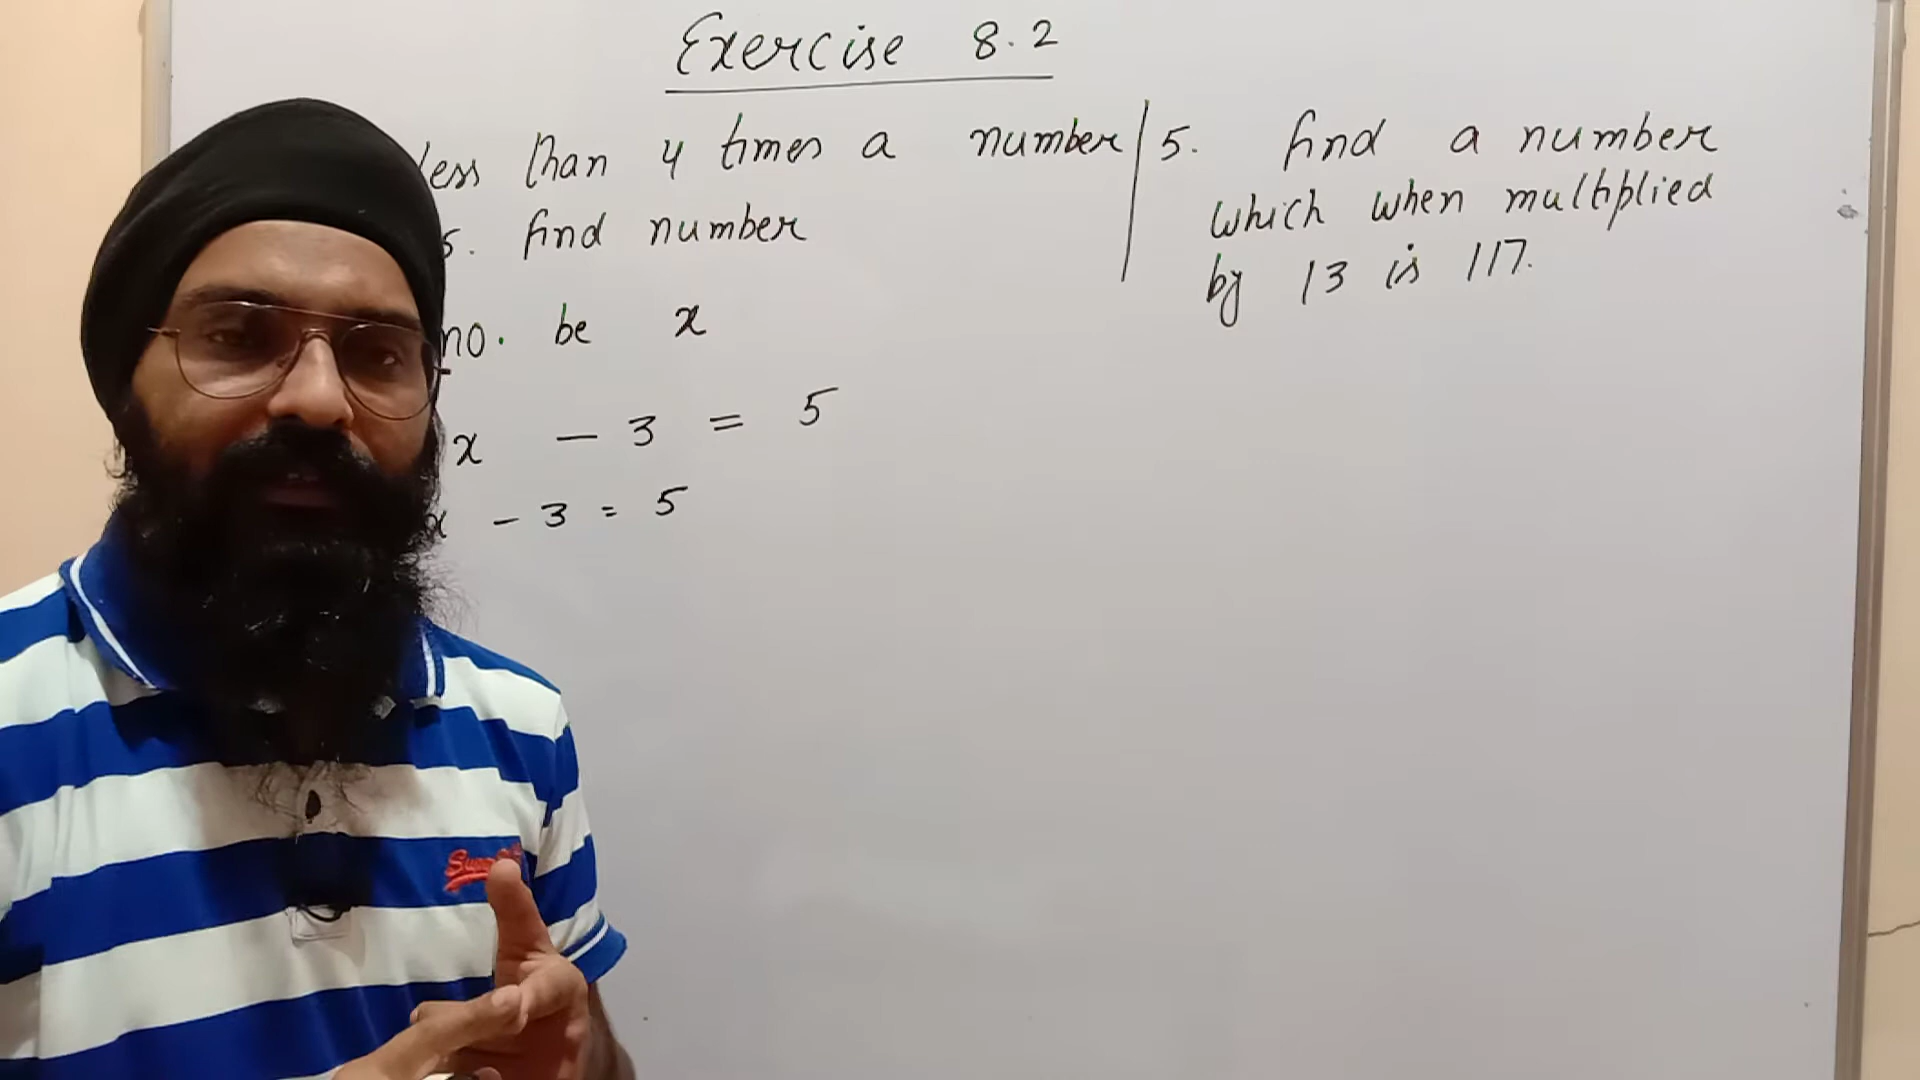 Exercise 8.2
less than 4 times a number
5. find number
no. be x
x - 3 = 5
x - 3 = 5
5. find a number
which when multiplied
by 13 is 117.